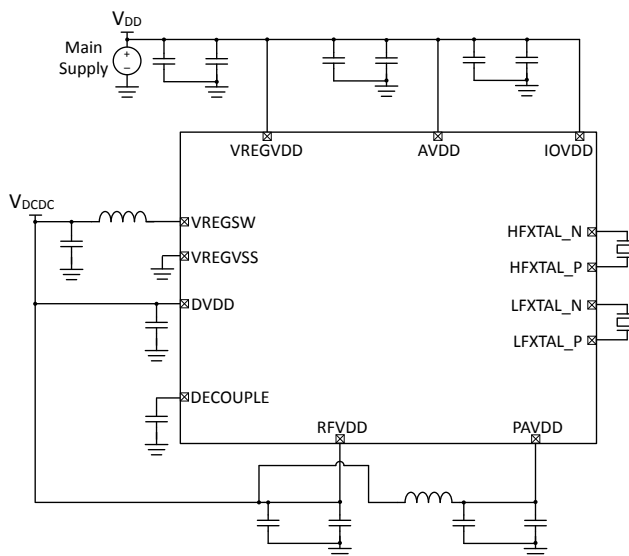 VDD
Main
Supply
+
−
VREGVDD
AVDD
IOVDD
VDCDC
VREGSW
HFXTAL_N
VREGVSS
HFXTAL_P
DVDD
LFXTAL_N
LFXTAL_P
DECOUPLE
RFVDD
PAVDD